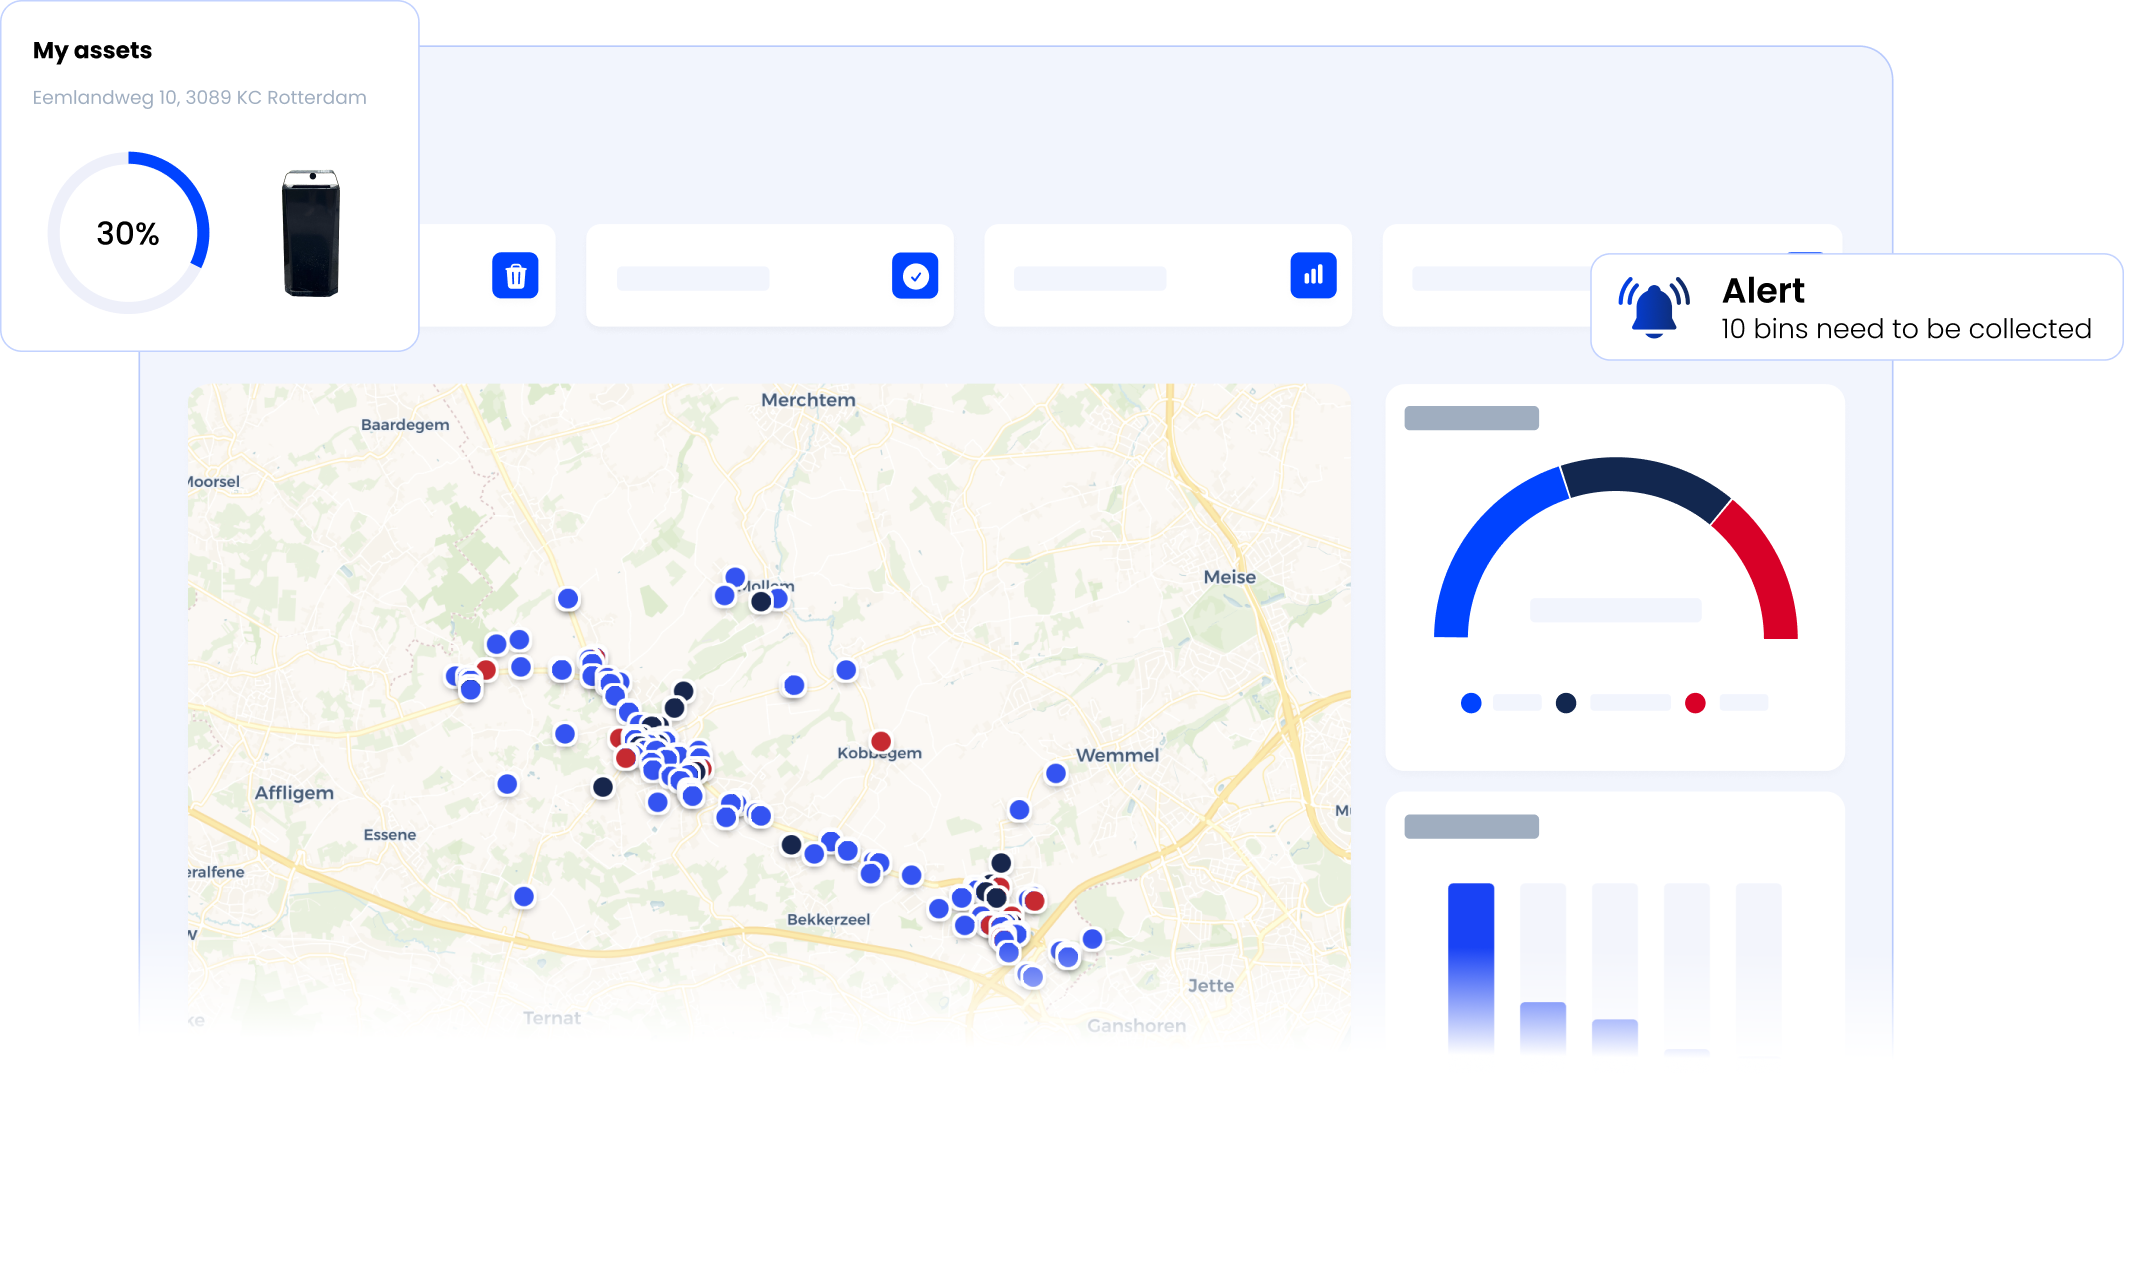 My assets
Eemlandweg 10, 3089 KC Rotterdam
30%
Alert
10 bins need to be collected
Merchtem
Baardegem
Moorsel
Meise
Mollem
Kobbegem
Wemmel
Affligem
Essene
eralfene
Bekkerzeel
w
Jette
Ternat
ke
Ganshoren